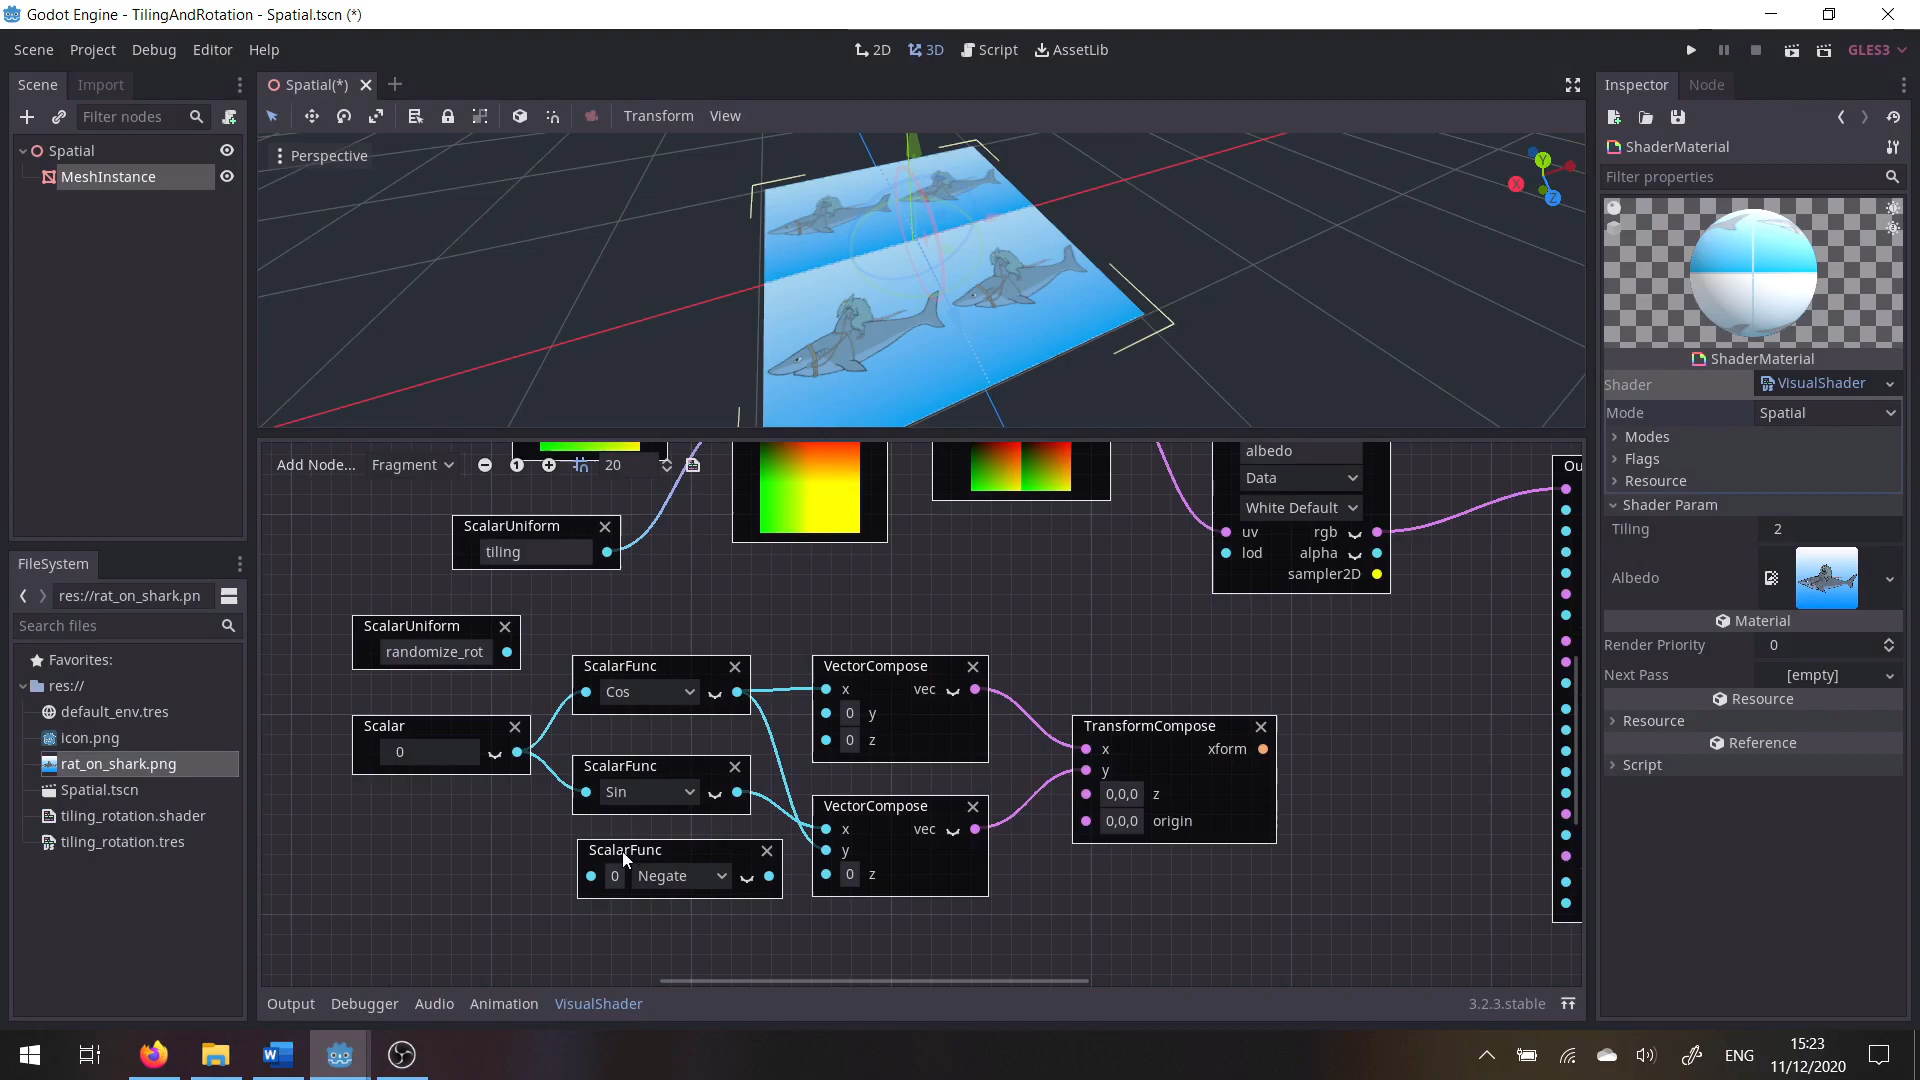 Godot Engine - TilingAndRotation - Spatial.tscn (*)
Scene Project Debug Editor Help
2D 3D Script AssetLib
GLES3
Scene Import
Filter nodes
Spatial
MeshInstance
FileSystem
res://rat_on_shark.pn
Search files
Favorites:
res://
default_env.tres
icon.png
rat_on_shark.png
Spatial.tscn
tiling_rotation.shader
tiling_rotation.tres
Spatial(*)
Transform View
Perspective
Y
X
Z
Add Node... Fragment 20
ScalarUniform
tiling
ScalarUniform
randomize_rot
Scalar
0
ScalarFunc
Cos
ScalarFunc
Sin
ScalarFunc
0 Negate
VectorCompose
x vec
0 y
0 z
VectorCompose
x vec
y
0 z
TransformCompose
x xform
y
0,0,0 z
0,0,0 origin
albedo
Data
White Default
uv rgb
lod alpha
sampler2D
Ou
Output Debugger Audio Animation VisualShader
3.2.3.stable
Inspector Node
ShaderMaterial
Filter properties
ShaderMaterial
Shader VisualShader
Mode Spatial
Modes
Flags
Resource
Shader Param
Tiling 2
Albedo
Material
Render Priority 0
Next Pass [empty]
Resource
Resource
Reference
Script
ENG
15:23
11/12/2020